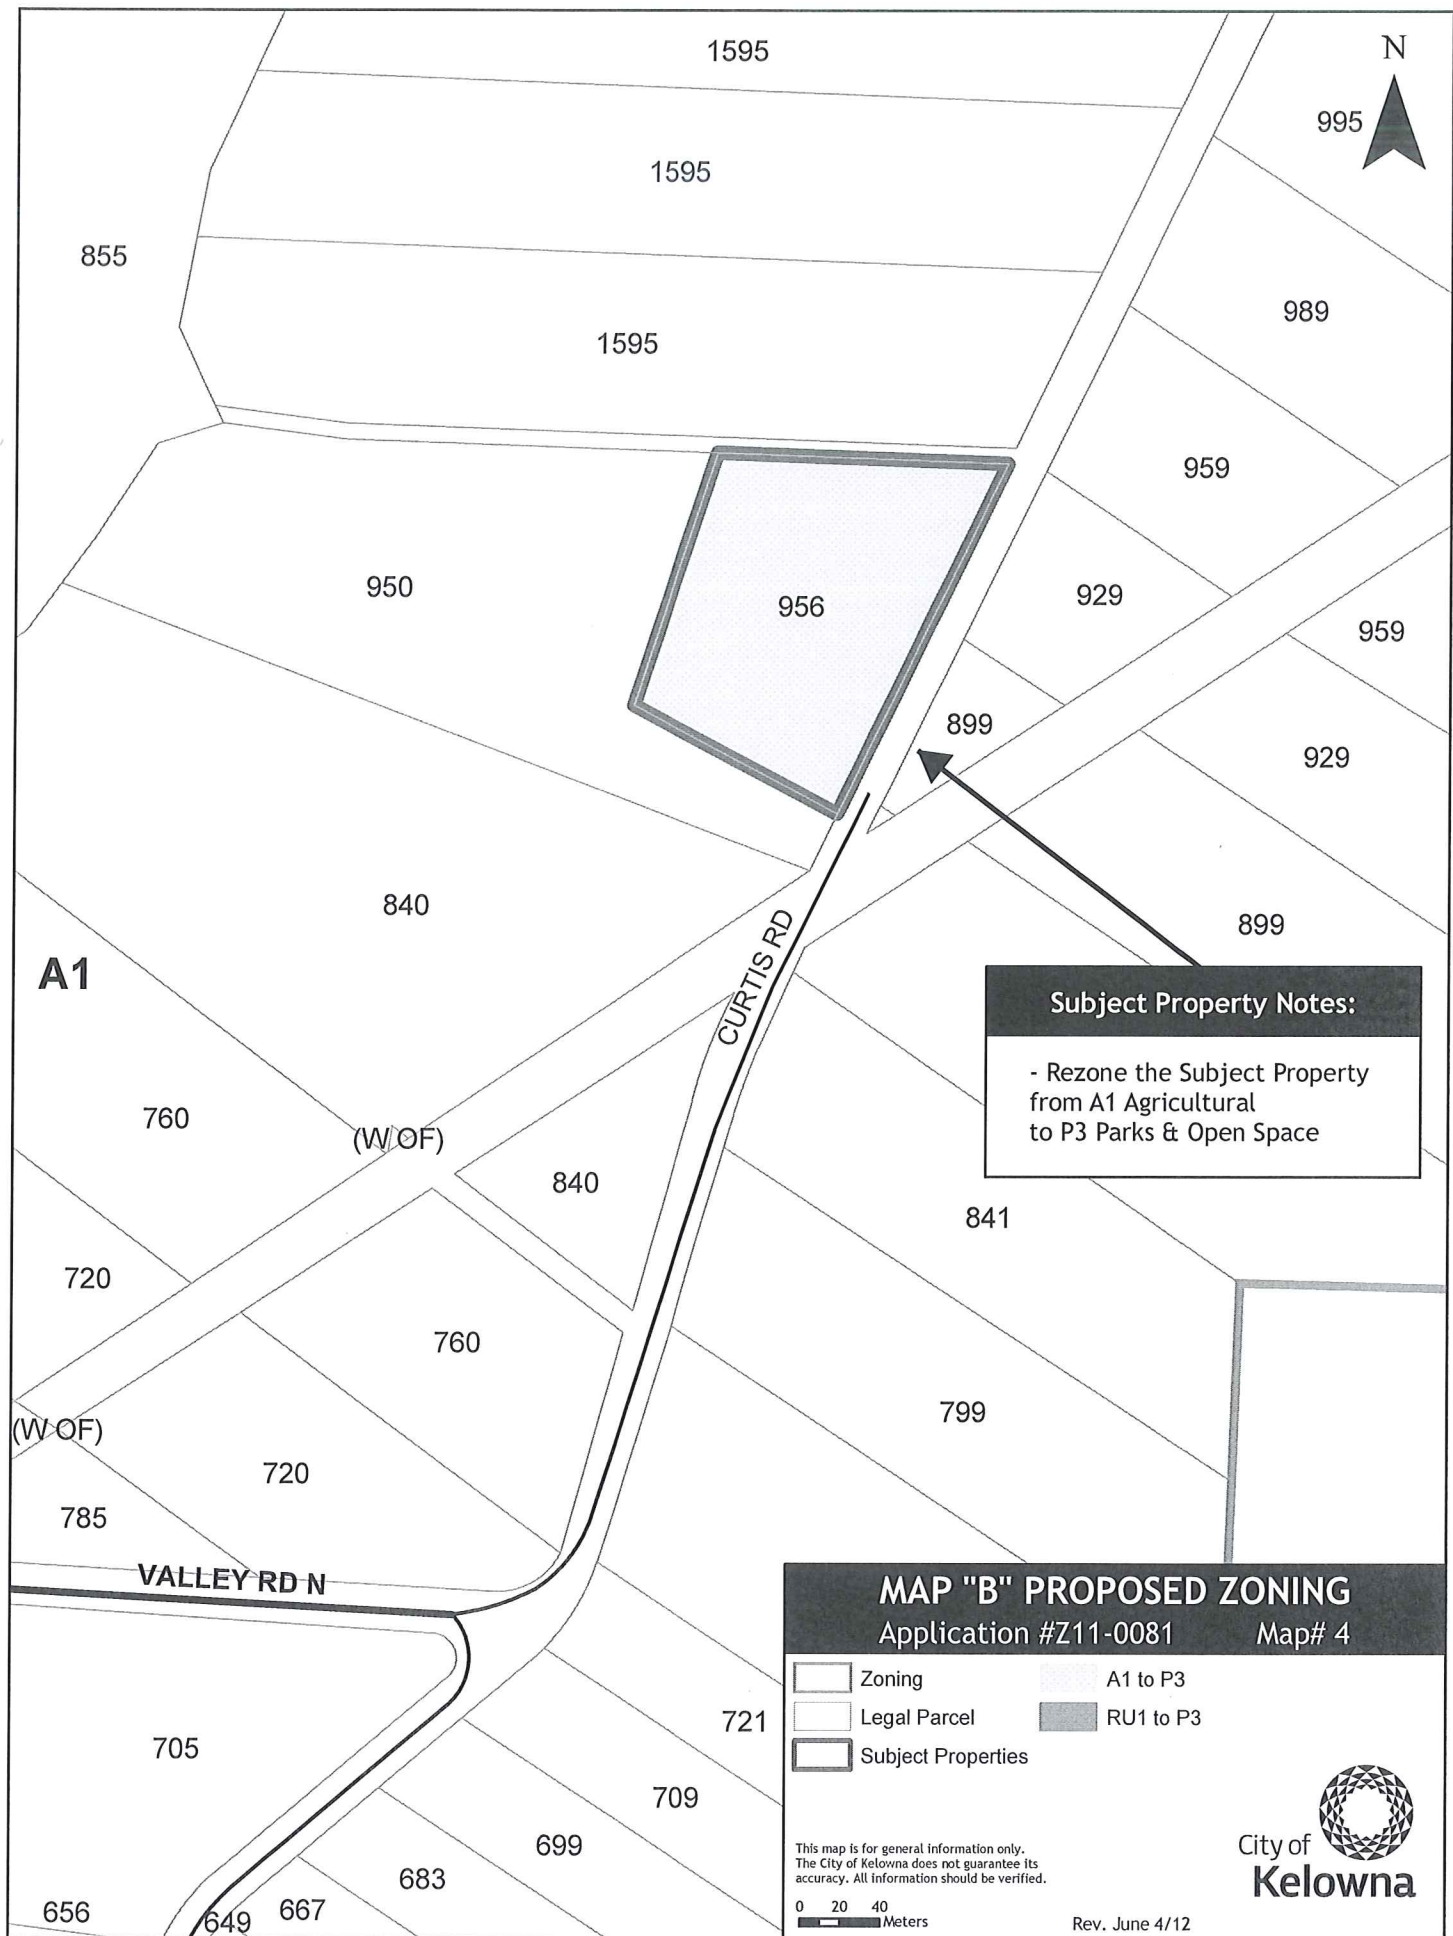 1595
N
995
1595
855
989
1595
959
950
956
929
959
899
929
840
899
CURTIS RD
A1
Subject Property Notes:
- Rezone the Subject Property
from A1 Agricultural
to P3 Parks & Open Space
760
(W OF)
840
841
720
760
799
(W OF)
720
785
VALLEY RD N
MAP "B" PROPOSED ZONING
Application #Z11-0081 Map# 4
Zoning
A1 to P3
Legal Parcel
RU1 to P3
Subject Properties
721
705
709
699
683
667
649
656
This map is for general information only.
The City of Kelowna does not guarantee its
accuracy. All information should be verified.
0 20 40
Meters
City of
Kelowna
Rev. June 4/12